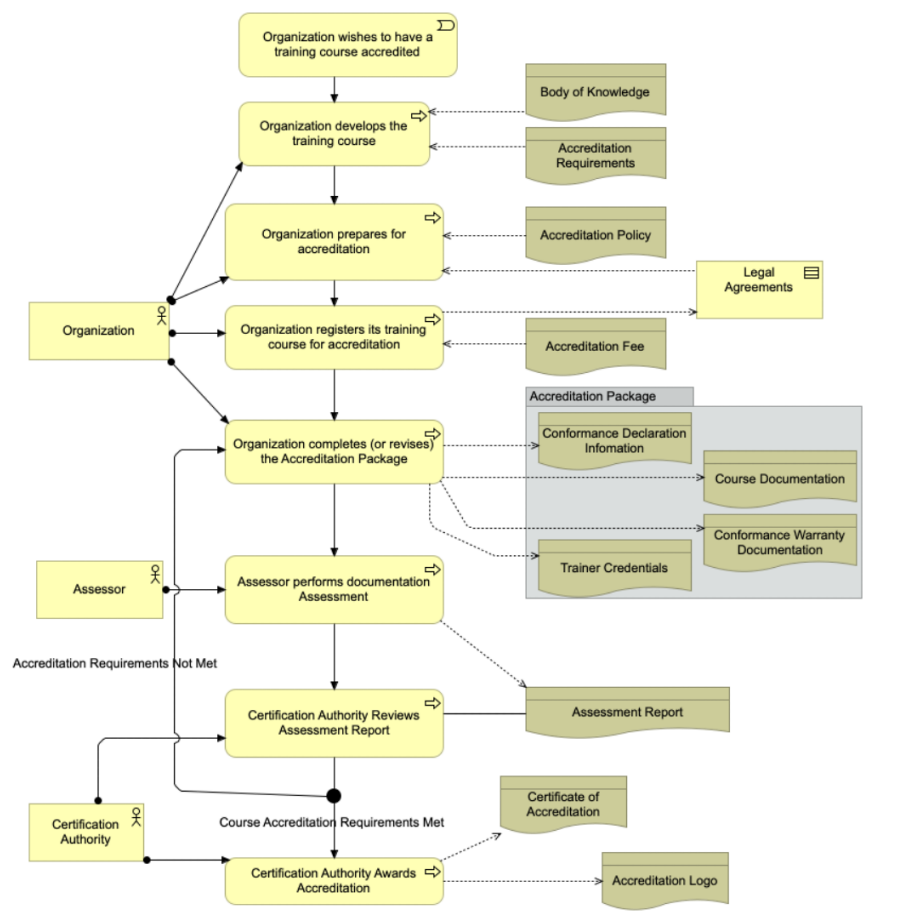 Organization wishes to have a
training course accredited
Body of Knowledge
Organization develops the
training course
Accreditation
Requirements
Organization prepares for
accreditation
Accreditation Policy
Legal
Agreements
Organization
Organization registers its training
course for accreditation
Accreditation Fee
Accreditation Package
Organization completes (or revises)
the Accreditation Package
Conformance Declaration
Infomation
Course Documentation
Conformance Warranty
Documentation
Trainer Credentials
Assessor
Assessor performs documentation
Assessment
Accreditation Requirements Not Met
Certification Authority Reviews
Assessment Report
Assessment Report
Certification
Authority
Course Accreditation Requirements Met
Certificate of
Accreditation
Certification Authority Awards
Accreditation
Accreditation Logo